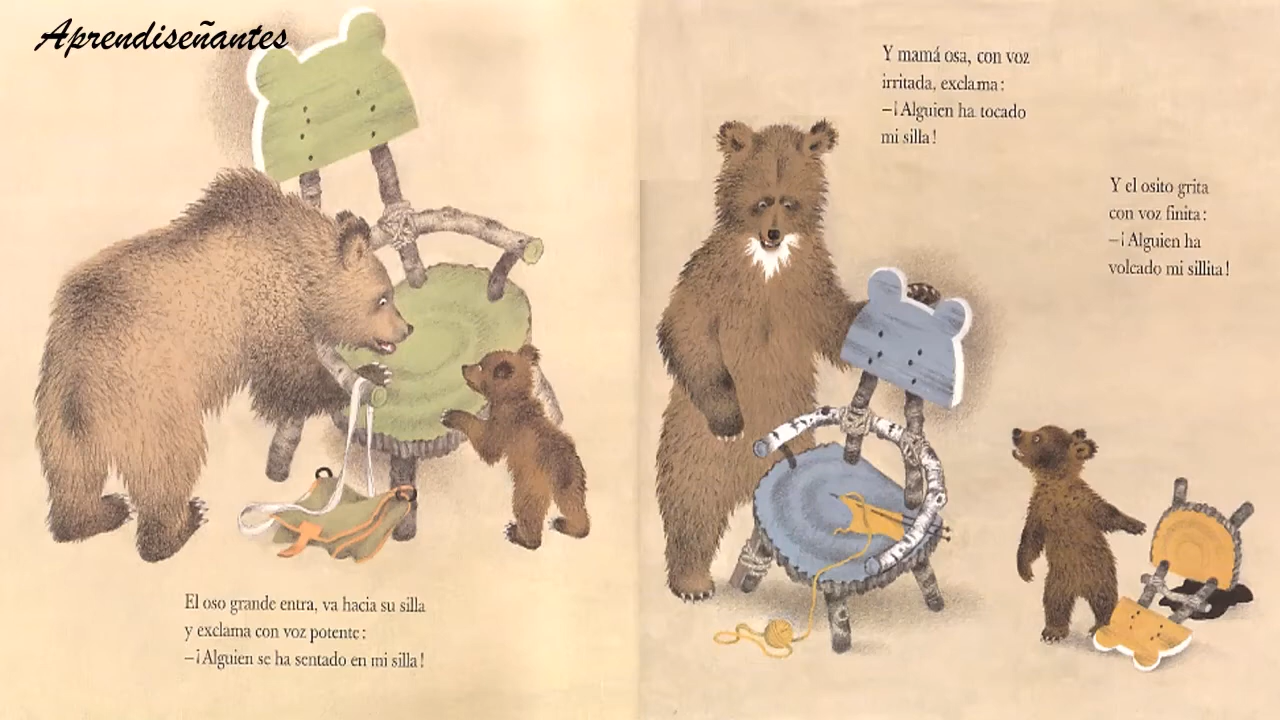 Aprendiseñantes
El oso grande entra, va hacia su silla
y exclama con voz potente:
–¡Alguien se ha sentado en mi silla!
Y mamá osa, con voz
irritada, exclama:
–¡Alguien ha tocado
mi silla!
Y el osito grita
con voz finita:
–¡Alguien ha
volcado mi sillita!